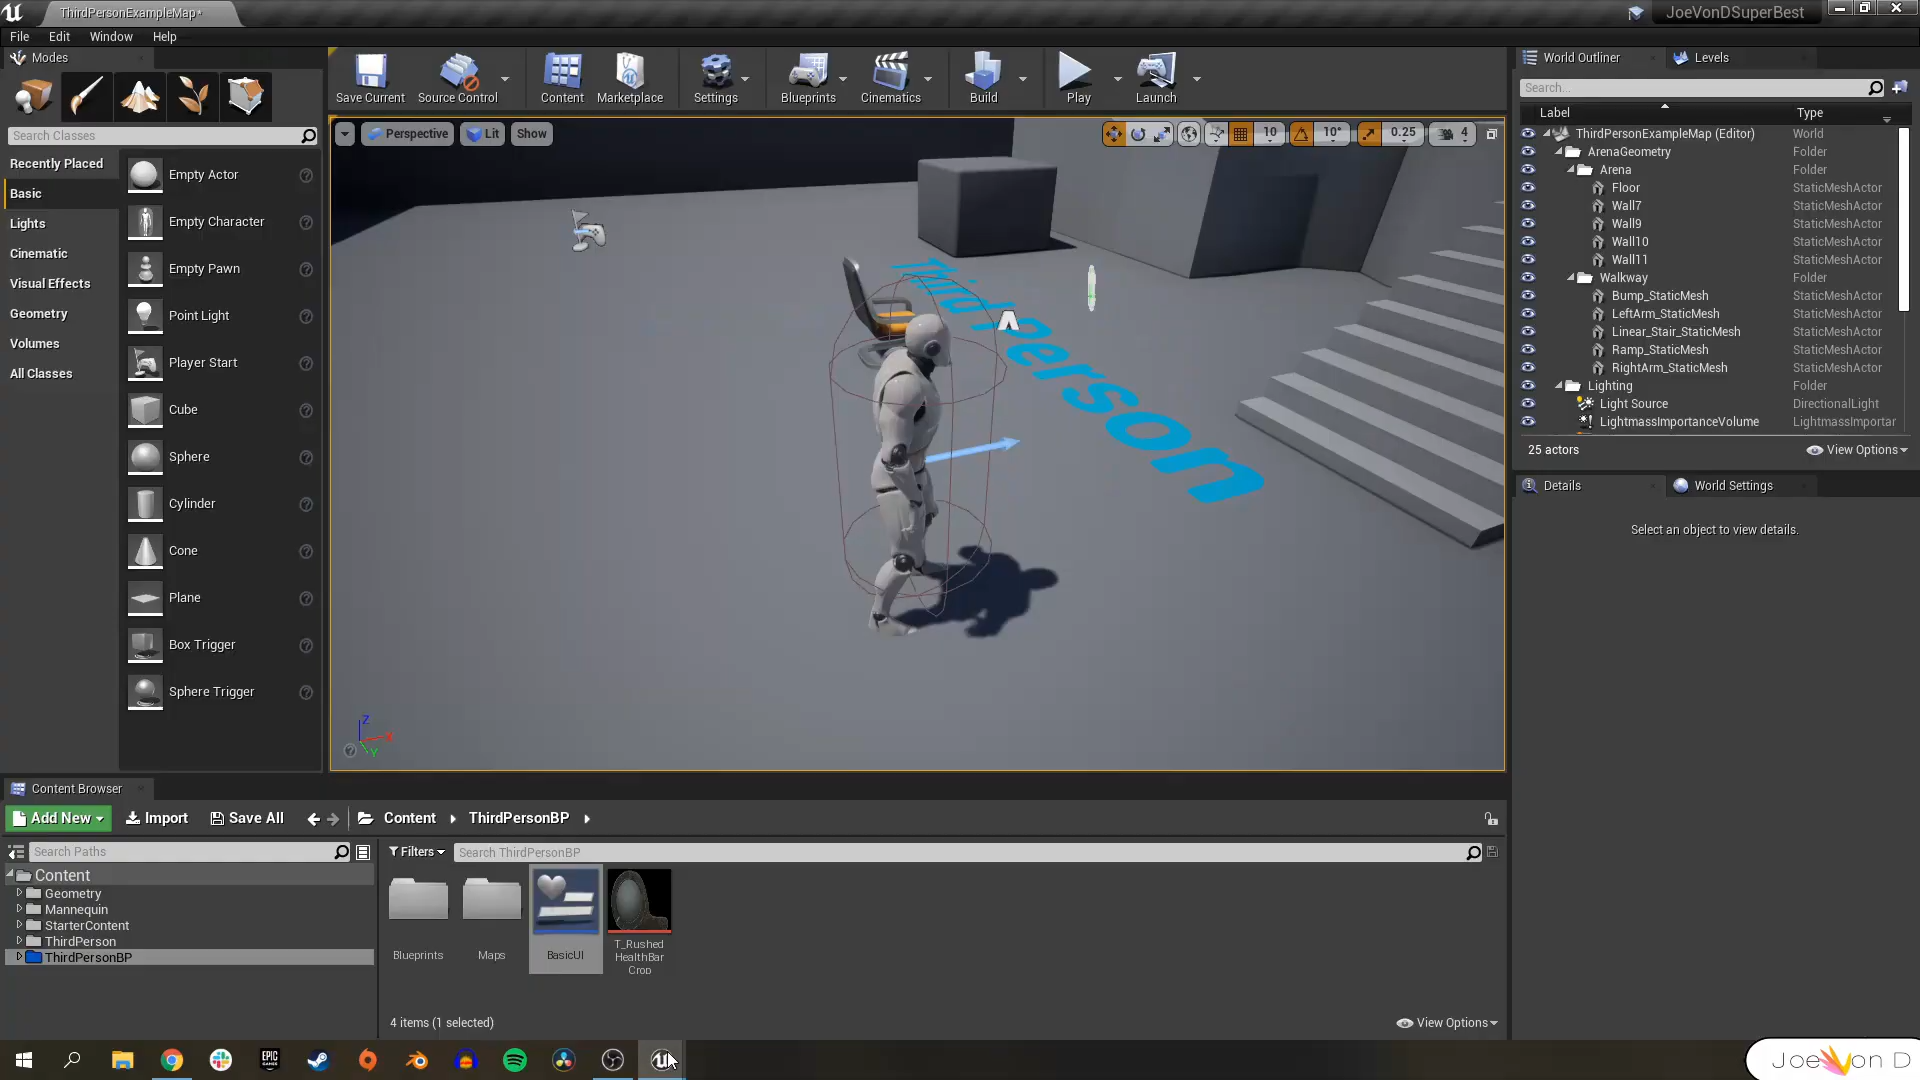 ThirdPersonExampleMap*
JoeVonDSuperBest
File Edit Window Help
Modes
Search Classes
Recently Placed
Basic
Lights
Cinematic
Visual Effects
Geometry
Volumes
All Classes
Empty Actor
Empty Character
Empty Pawn
Point Light
Player Start
Cube
Sphere
Cylinder
Cone
Plane
Box Trigger
Sphere Trigger
Save Current
Source Control
Content
Marketplace
Settings
Blueprints
Cinematics
Build
Play
Launch
Perspective
Lit
Show
10
10°
0.25
4
Third Person
Z
Y
World Outliner
Levels
Search...
Label Type
ThirdPersonExampleMap (Editor) World
ArenaGeometry Folder
Arena Folder
Floor StaticMeshActor
Wall7 StaticMeshActor
Wall9 StaticMeshActor
Wall10 StaticMeshActor
Wall11 StaticMeshActor
Walkway Folder
Bump_StaticMesh StaticMeshActor
LeftArm_StaticMesh StaticMeshActor
Linear_Stair_StaticMesh StaticMeshActor
Ramp_StaticMesh StaticMeshActor
RightArm_StaticMesh StaticMeshActor
Lighting Folder
Light Source DirectionalLight
LightmassImportanceVolume LightmassImportar
25 actors
View Options
Details
World Settings
Select an object to view details.
Content Browser
Add New
Import
Save All
Content
ThirdPersonBP
Search Paths
Content
Geometry
Mannequin
StarterContent
ThirdPerson
ThirdPersonBP
Filters
Search ThirdPersonBP
Blueprints
Maps
BasicUI
T_Rushed
HealthBar
Crop
4 items (1 selected)
View Options
EPIC
GAMES
Joe Von D